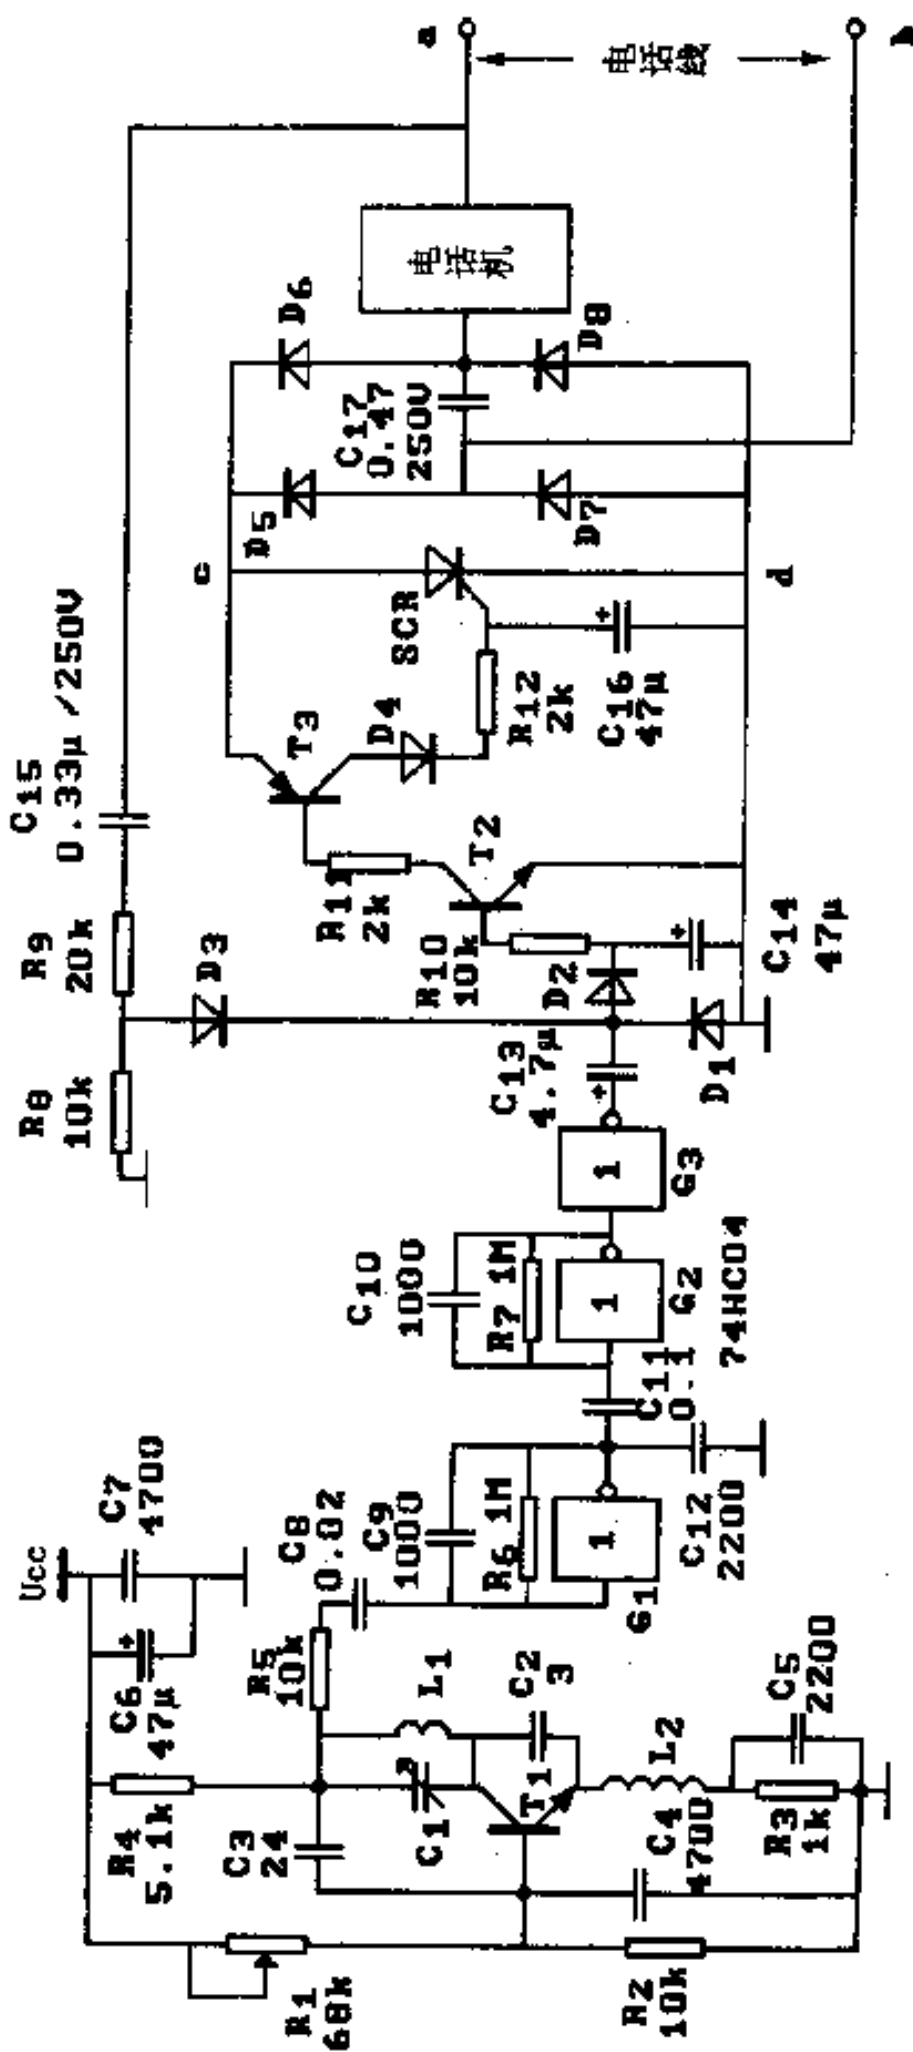 a
电话线
b
电话机
C15
0.33μ/250V
R9
20k
R8
10k
D3
D6
D8
C17
0.47
250V
D5
D7
c
d
SCR
T3
D4
R12
2k
C16
47μ
R11
2k
T2
R10
10k
D2
C14
47μ
C13
4.7μ
D1
1
G3
C10
1000
R7 1M
1
G2
74HC04
C11
0.1
Ucc
C7
4700
C6
47μ
C8
0.02
C9
1000
R6 1M
1
G1
C12
2200
R5
10k
L1
C2
3
R4
5.1k
C3
24
C1
T1
L2
C5
2200
C4
4700
R3
1k
R1
68k
R2
10k